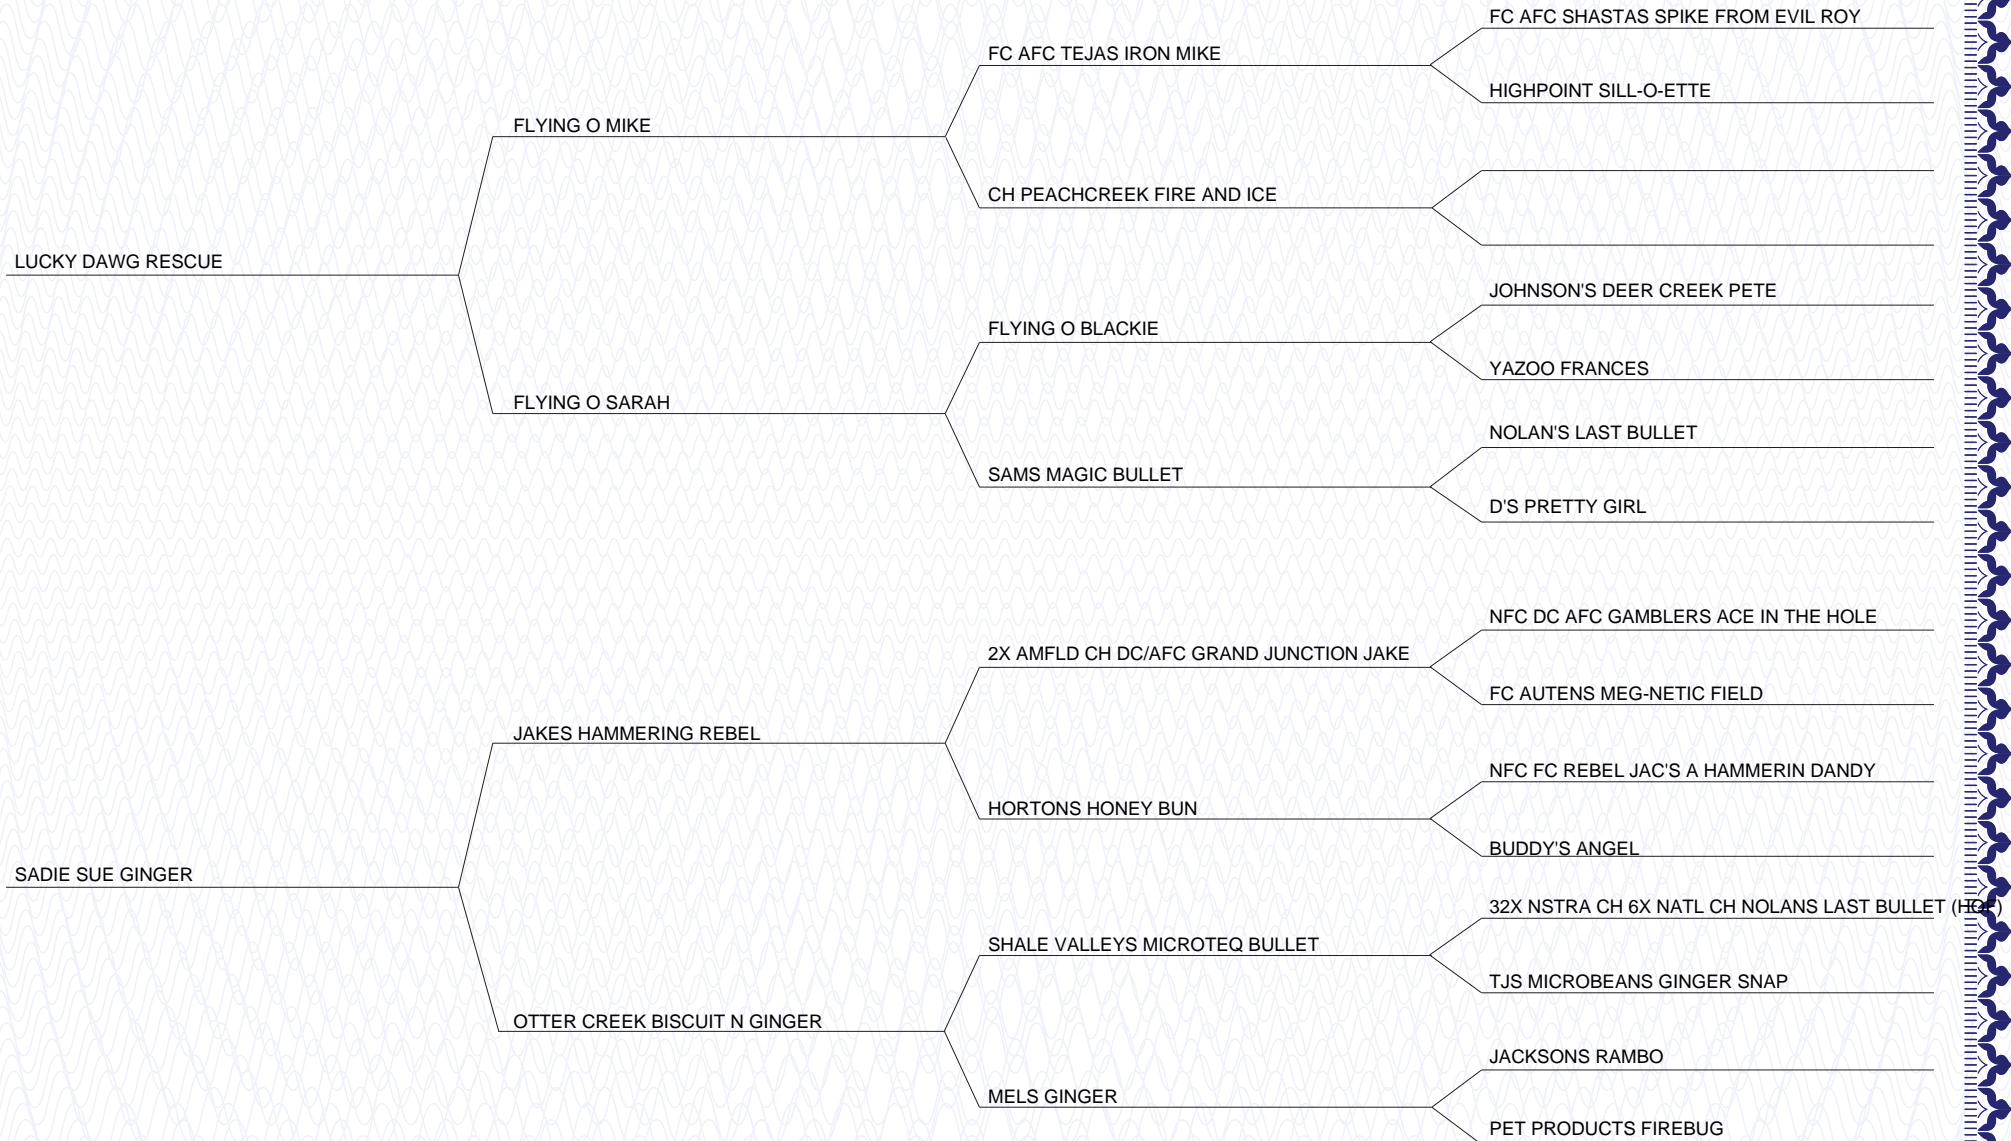 FC AFC SHASTAS SPIKE FROM EVIL ROY
FC AFC TEJAS IRON MIKE
HIGHPOINT SILL-O-ETTE
FLYING O MIKE
CH PEACHCREEK FIRE AND ICE
LUCKY DAWG RESCUE
JOHNSON'S DEER CREEK PETE
FLYING O BLACKIE
YAZOO FRANCES
FLYING O SARAH
NOLAN'S LAST BULLET
SAMS MAGIC BULLET
D'S PRETTY GIRL
NFC DC AFC GAMBLERS ACE IN THE HOLE
2X AMFLD CH DC/AFC GRAND JUNCTION JAKE
FC AUTENS MEG-NETIC FIELD
JAKES HAMMERING REBEL
NFC FC REBEL JAC'S A HAMMERIN DANDY
HORTONS HONEY BUN
BUDDY'S ANGEL
SADIE SUE GINGER
32X NSTRA CH 6X NATL CH NOLANS LAST BULLET (HOF)
SHALE VALLEYS MICROTEQ BULLET
TJS MICROBEANS GINGER SNAP
OTTER CREEK BISCUIT N GINGER
JACKSONS RAMBO
MELS GINGER
PET PRODUCTS FIREBUG